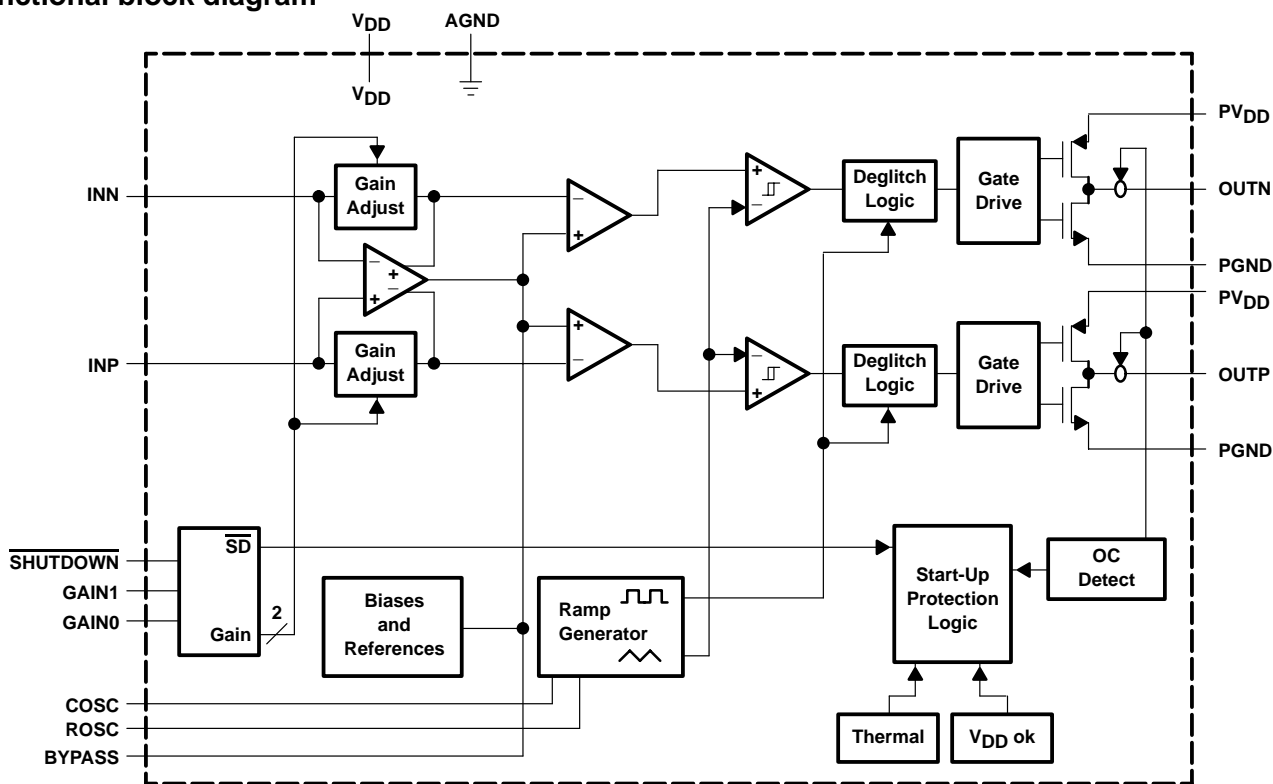 nctional block diagram
VDD
AGND
VDD
PVDD
INN
Gain
Adjust
−
+
+
−
Deglitch
Logic
Gate
Drive
OUTN
−
+
+
−
PGND
PVDD
INP
Gain
Adjust
+
−
−
+
Deglitch
Logic
Gate
Drive
OUTP
PGND
SHUTDOWN
GAIN1
GAIN0
SD
Gain
2
Biases
and
References
Ramp
Generator
Start-Up
Protection
Logic
OC
Detect
COSC
ROSC
BYPASS
Thermal
VDD ok